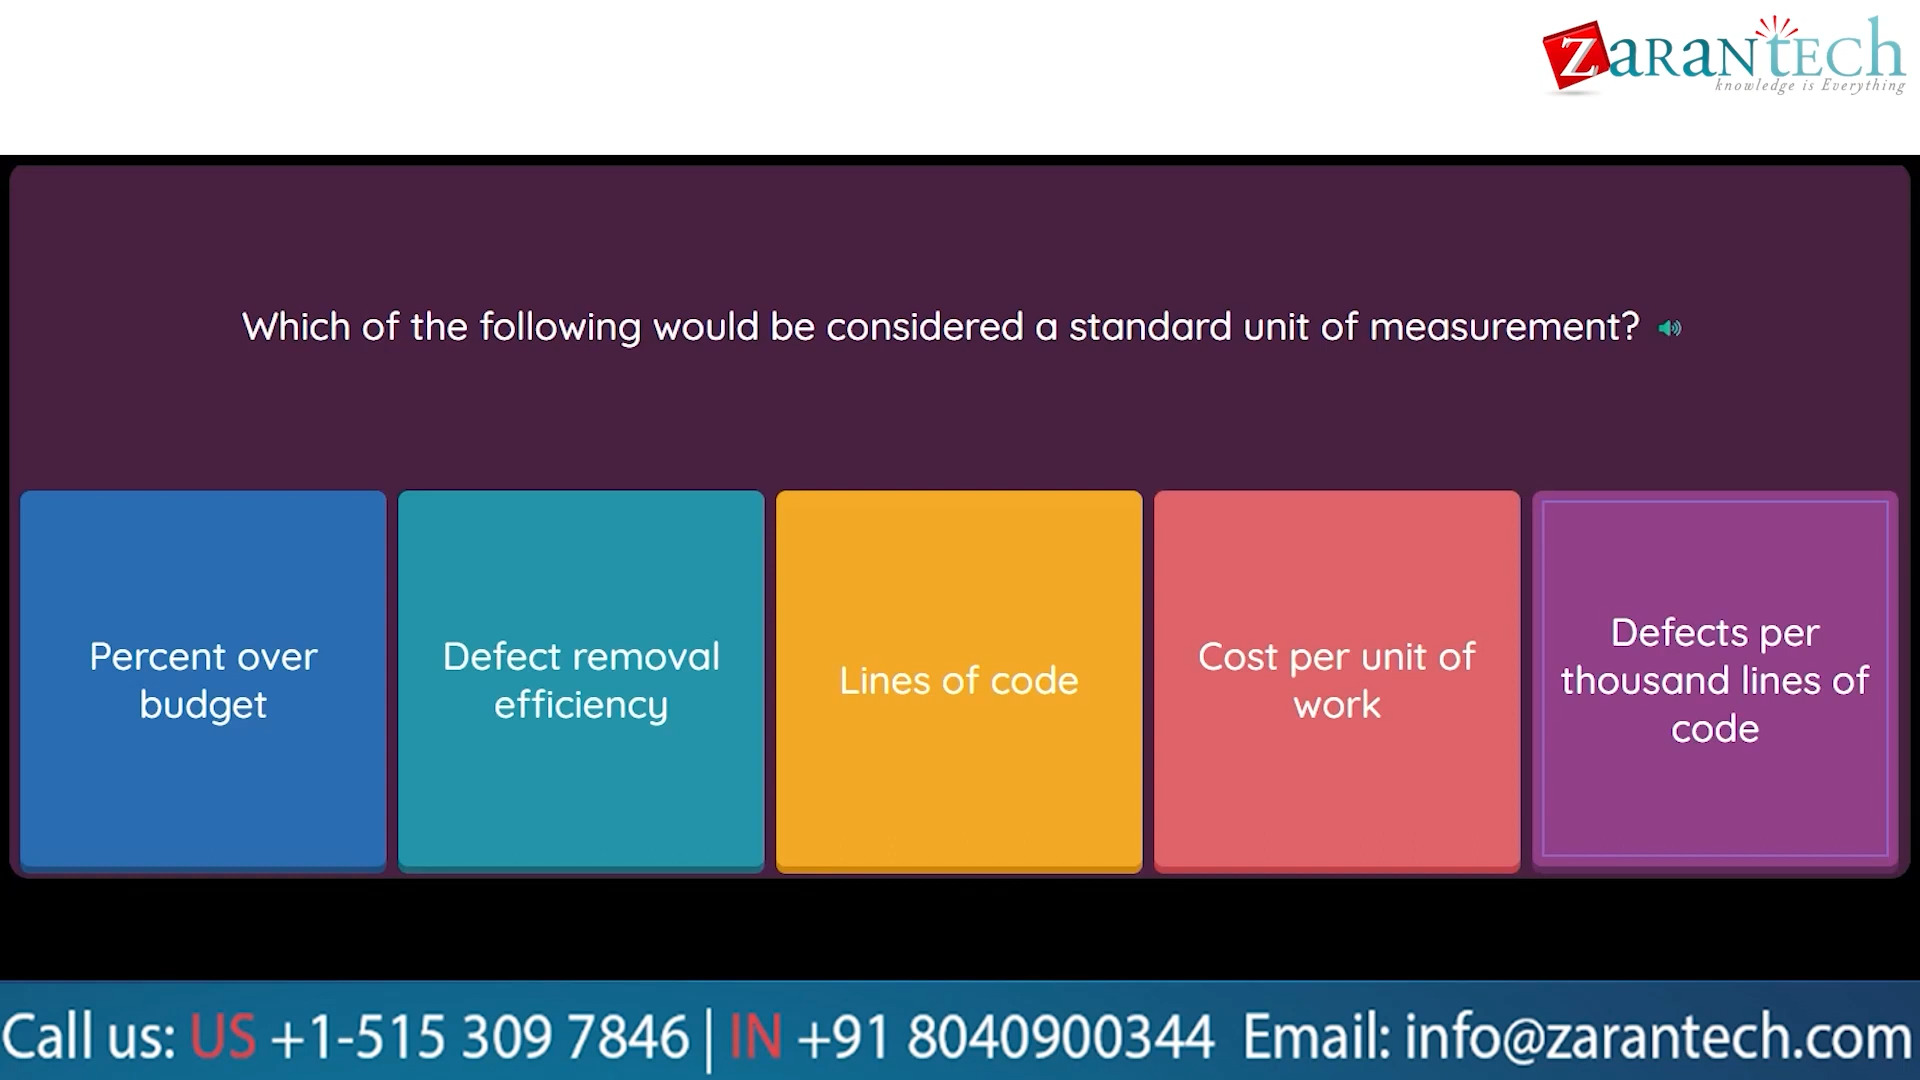 ZARANTECH
knowledge is Everything
Which of the following would be considered a standard unit of measurement?
Percent over
budget
Defect removal
efficiency
Lines of code
Cost per unit of
work
Defects per
thousand lines of
code
Call us: US +1-515 309 7846 | IN +91 8040900344 Email: info@zarantech.com